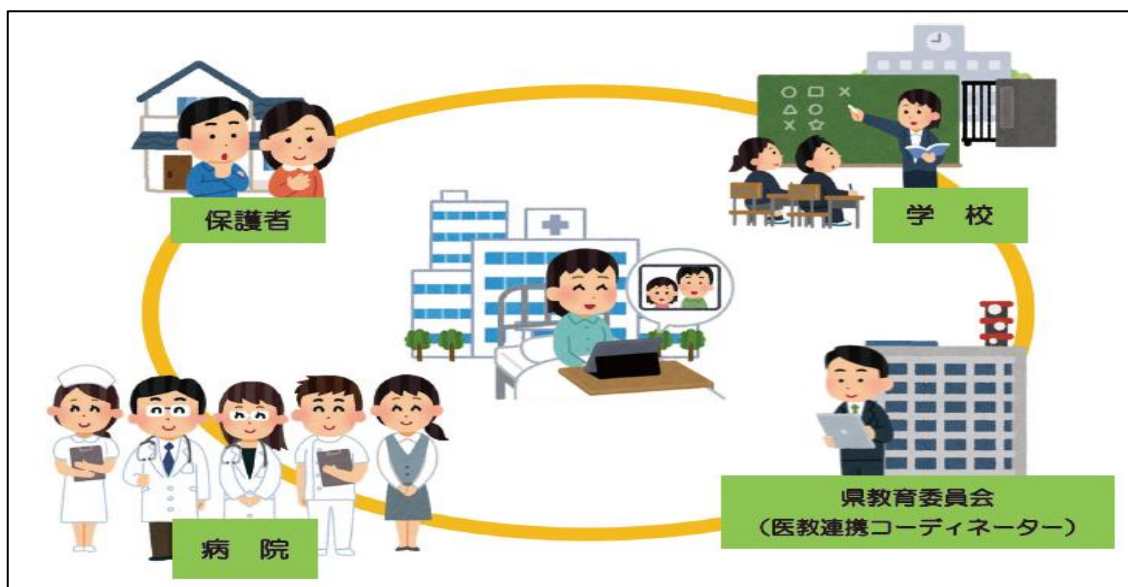 保護者
学　校
病　院
県教育委員会
（医教連携コーディネーター）